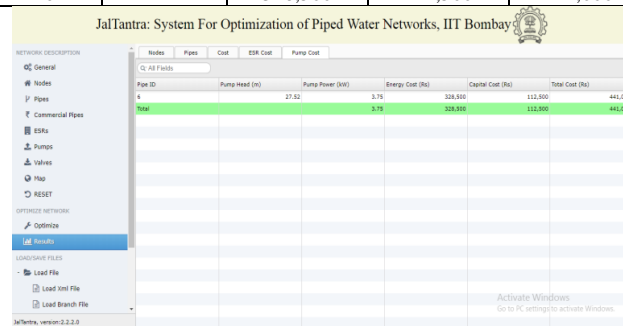 JalTantra: System For Optimization of Piped Water Networks, IIT Bombay
NETWORK DESCRIPTION
General
Nodes
Pipes
Commercial Pipes
ESRs
Pumps
Valves
Map
RESET
OPTIMIZE NETWORK
Optimize
Results
LOAD/SAVE FILES
Load File
Load Xml File
Load Branch File
JalTantra, version:2.2.2.0
Nodes Pipes Cost ESR Cost Pump Cost
All Fields
Pipe ID Pump Head (m) Pump Power (kW) Energy Cost (Rs) Capital Cost (Rs) Total Cost (Rs)
6 27.52 3.75 328,500 112,500 441,0
Total 3.75 328,500 112,500 441,0
Activate Windows
Go to PC settings to activate Windows.